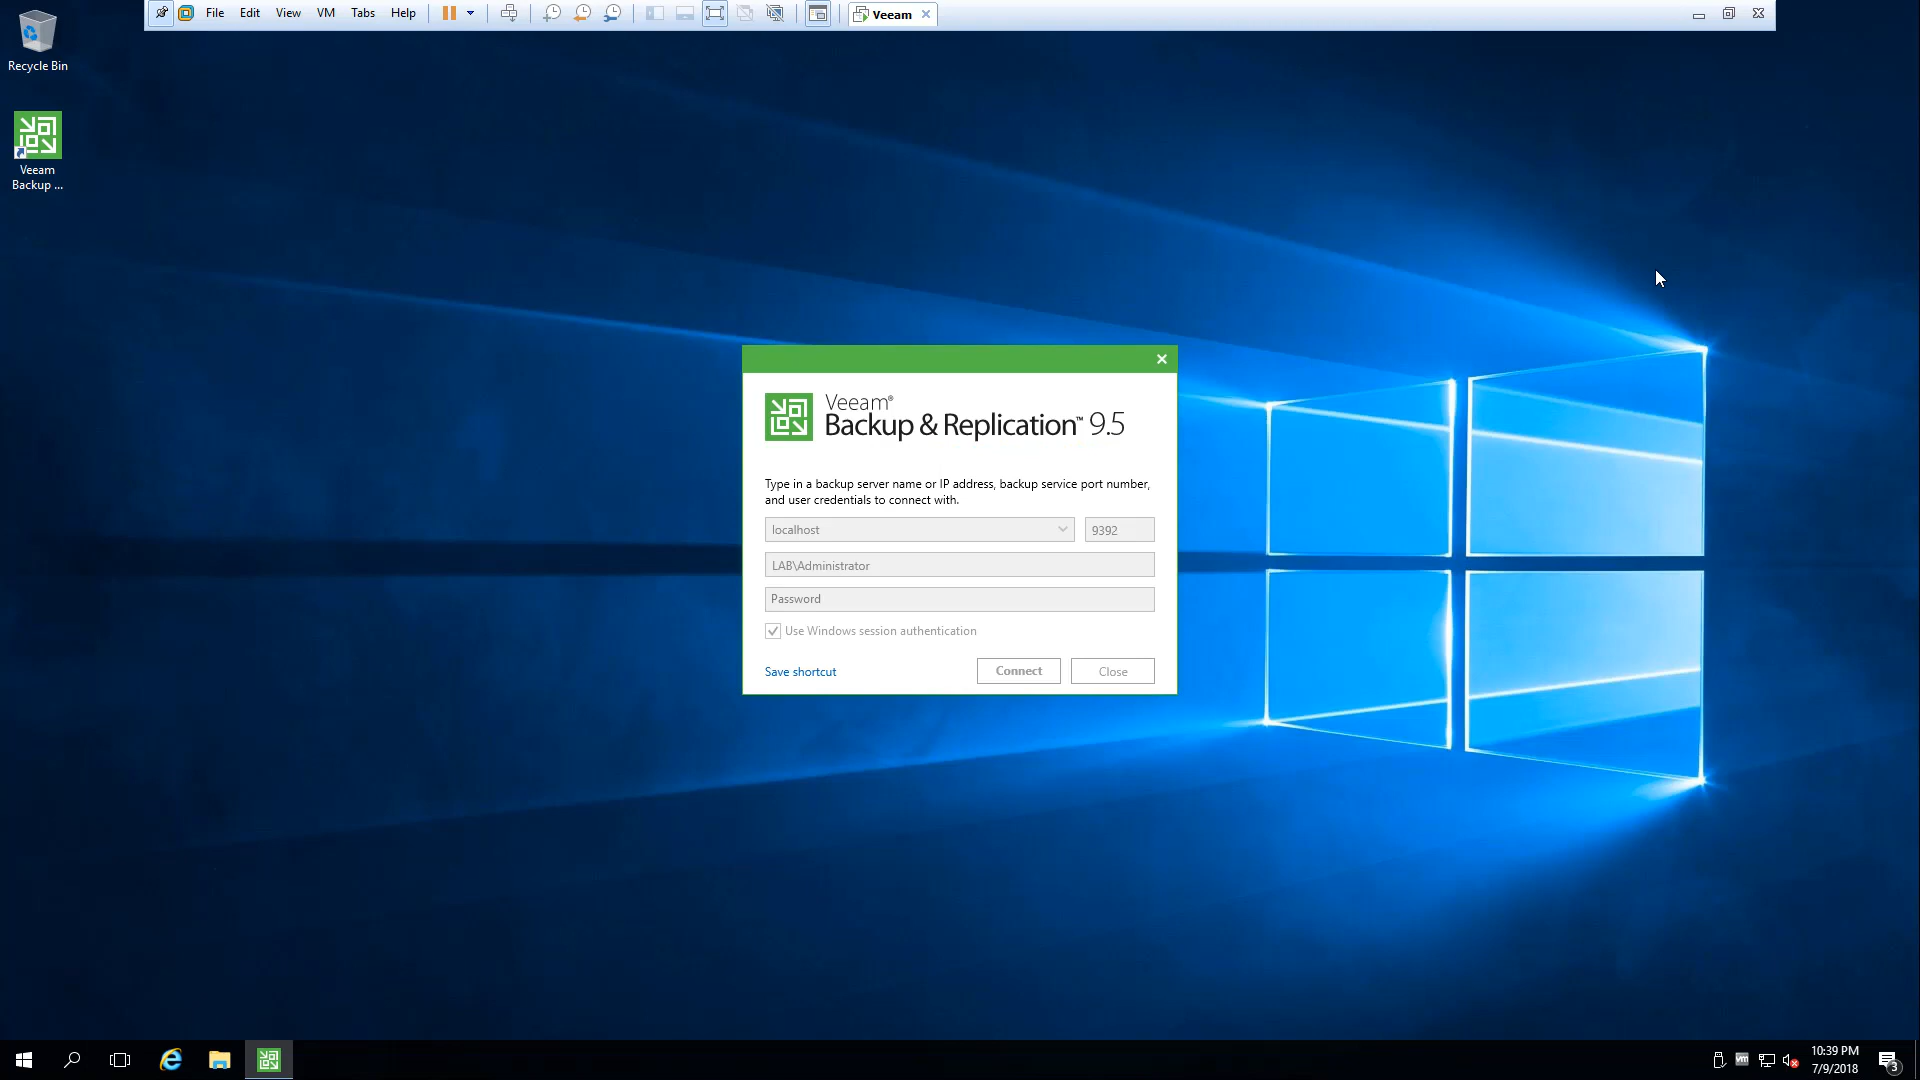 File Edit View VM Tabs Help Veeam
Recycle Bin
Veeam
Backup ...
Veeam®
Backup & Replication™ 9.5
Type in a backup server name or IP address, backup service port number,
and user credentials to connect with.
localhost 9392
LAB\Administrator
Password
Use Windows session authentication
Save shortcut Connect Close
vm 10:39 PM
7/9/2018 3